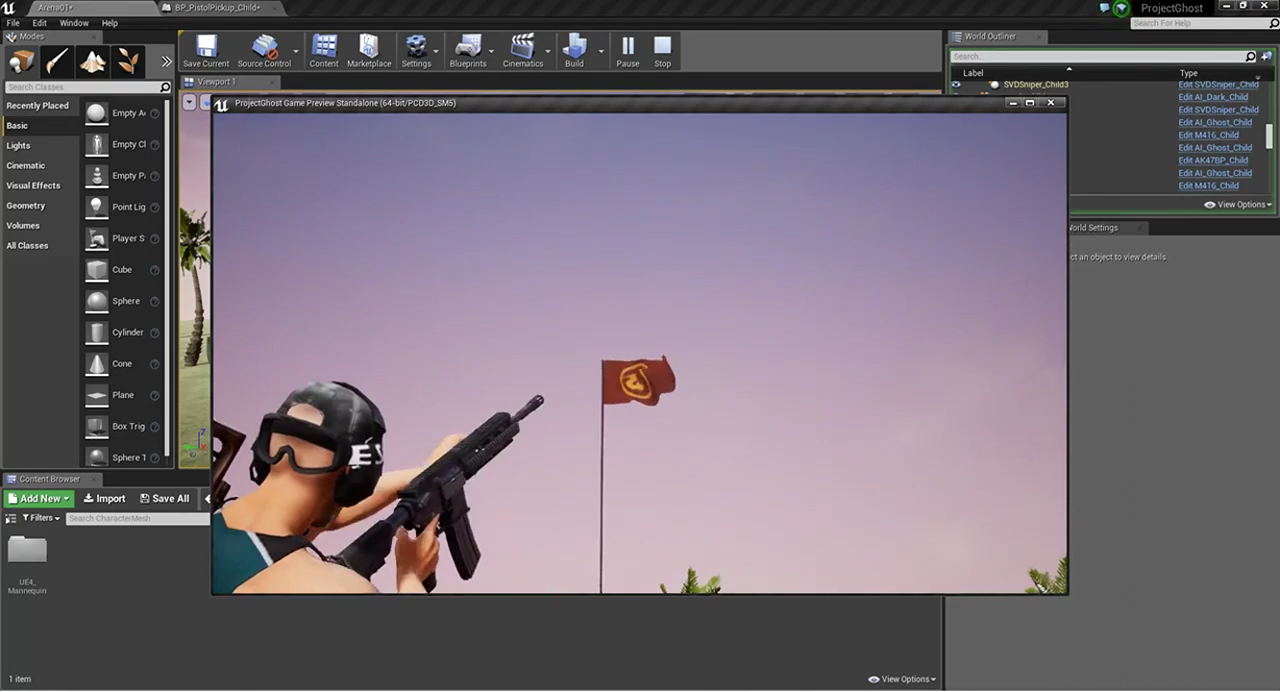 Arena01*
BP_PistolPickup_Child*
ProjectGhost
File Edit Window Help
Search For Help
Modes
Save Current
Source Control
Content
Marketplace
Settings
Blueprints
Cinematics
Build
Pause
Stop
World Outliner
Search Classes
Viewport 1
Search...
Label
Type
SVDSniper_Child3
Edit SVDSniper_Child
Edit AI_Dark_Child
Edit SVDSniper_Child
Edit AI_Ghost_Child
Edit M416_Child
Edit AI_Ghost_Child
Edit AK47BP_Child
Edit AI_Ghost_Child
Edit M416_Child
View Options
ProjectGhost Game Preview Standalone (64-bit/PCD3D_SM5)
Recently Placed
Basic
Lights
Cinematic
Visual Effects
Geometry
Volumes
All Classes
Empty A
Empty Cl
Empty P
Point Lig
Player S
Cube
Sphere
Cylinder
Cone
Plane
Box Trig
Sphere T
World Settings
ct an object to view details.
Content Browser
Add New
Import
Save All
Filters
Search CharacterMesh
UE4_
Mannequin
1 item
View Options